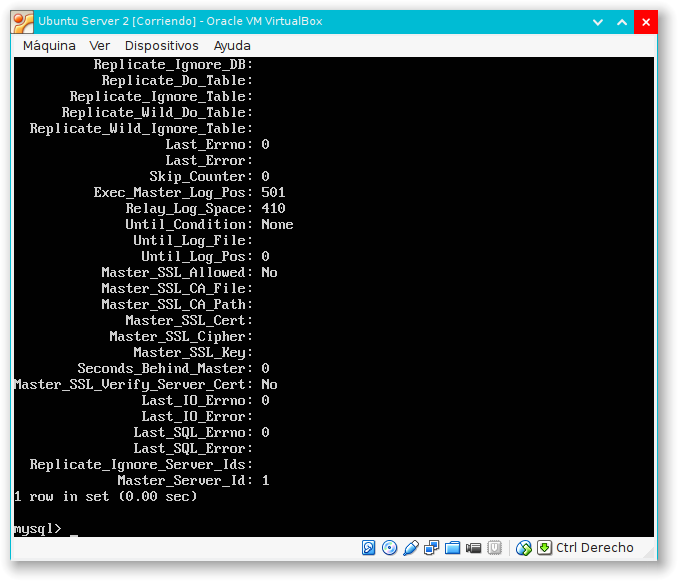 Ubuntu Server 2 [Corriendo] - Oracle VM VirtualBox
Máquina Ver Dispositivos Ayuda
Replicate_Ignore_DB:
Replicate_Do_Table:
Replicate_Ignore_Table:
Replicate_Wild_Do_Table:
Replicate_Wild_Ignore_Table:
Last_Errno: 0
Last_Error:
Skip_Counter: 0
Exec_Master_Log_Pos: 501
Relay_Log_Space: 410
Until_Condition: None
Until_Log_File:
Until_Log_Pos: 0
Master_SSL_Allowed: No
Master_SSL_CA_File:
Master_SSL_CA_Path:
Master_SSL_Cert:
Master_SSL_Cipher:
Master_SSL_Key:
Seconds_Behind_Master: 0
Master_SSL_Verify_Server_Cert: No
Last_IO_Errno: 0
Last_IO_Error:
Last_SQL_Errno: 0
Last_SQL_Error:
Replicate_Ignore_Server_Ids:
Master_Server_Id: 1
1 row in set (0.00 sec)
mysql> _
Ctrl Derecho